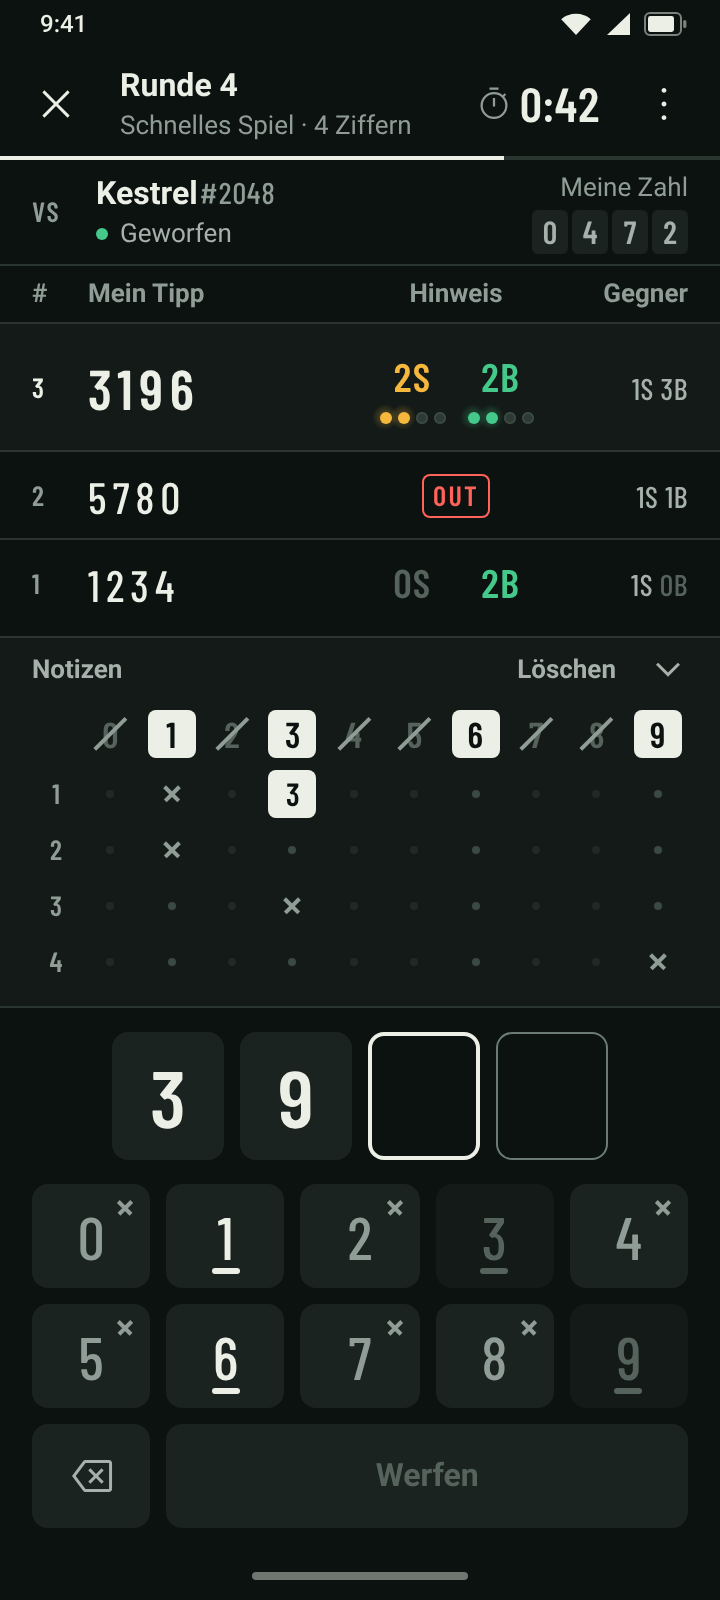 9:41
Runde 4
Schnelles Spiel · 4 Ziffern
0:42
VS
Kestrel#2048
Geworfen
Meine Zahl
0 4 7 2
# Mein Tipp Hinweis Gegner
3 3196 2S 2B 1S 3B
2 5780 OUT 1S 1B
1 1234 0S 2B 1S 0B
Notizen Löschen
0 1 2 3 4 5 6 7 8 9
1 × 3
2 ×
3 ×
4 ×
3 9
0 × 1 2 × 3 4 ×
5 × 6 7 × 8 × 9
Werfen